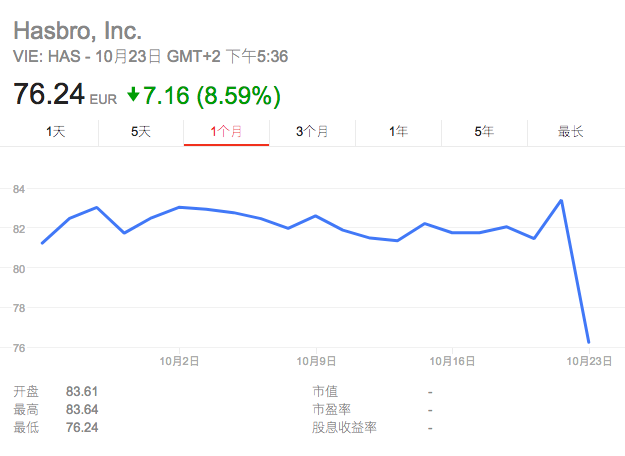 Hasbro, Inc.
VIE: HAS - 10月23日 GMT+2 下午5:36
76.24 EUR ↓7.16 (8.59%)
1天 5天 1个月 3个月 1年 5年 最长
84
82
80
78
76
10月2日 10月9日 10月16日 10月23日
开盘 83.61 市值 -
最高 83.64 市盈率 -
最低 76.24 股息收益率 -